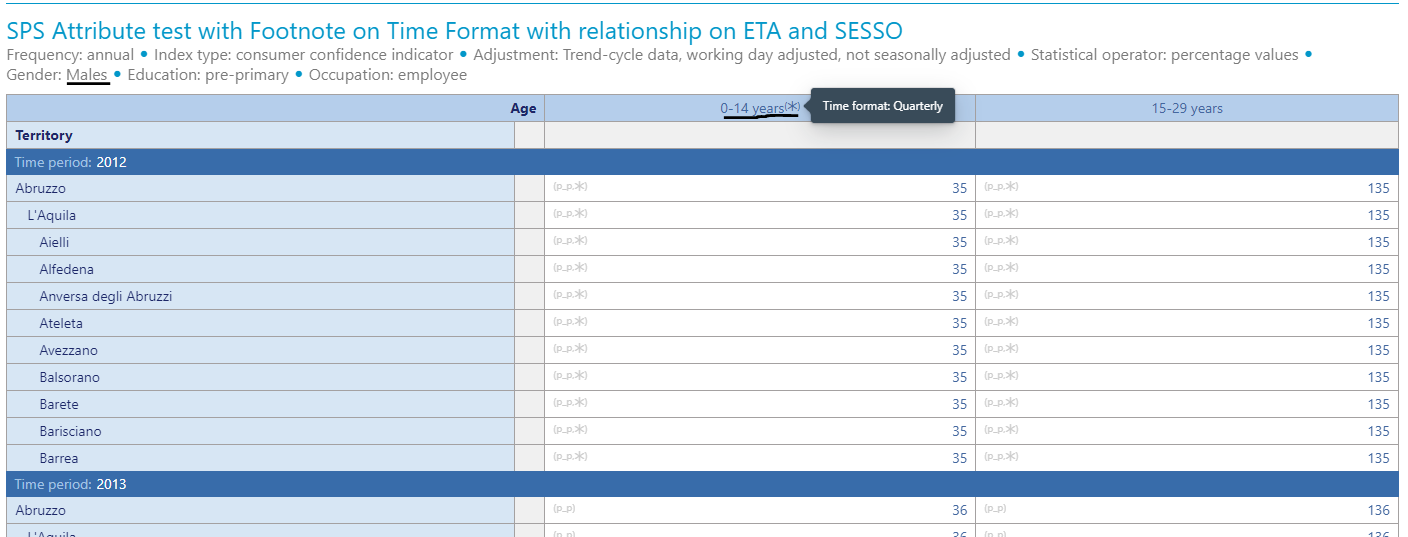 SPS Attribute test with Footnote on Time Format with relationship on ETA and SESSO
Frequency: annual • Index type: consumer confidence indicator • Adjustment: Trend-cycle data, working day adjusted, not seasonally adjusted • Statistical operator: percentage values •
Gender: Males • Education: pre-primary • Occupation: employee
Age 0-14 years(*) Time format: Quarterly 15-29 years
Territory
Time period: 2012
Abruzzo (p_p,*) 35 (p_p,*) 135
L'Aquila (p_p,*) 35 (p_p,*) 135
Aielli (p_p,*) 35 (p_p,*) 135
Alfedena (p_p,*) 35 (p_p,*) 135
Anversa degli Abruzzi (p_p,*) 35 (p_p,*) 135
Ateleta (p_p,*) 35 (p_p,*) 135
Avezzano (p_p,*) 35 (p_p,*) 135
Balsorano (p_p,*) 35 (p_p,*) 135
Barete (p_p,*) 35 (p_p,*) 135
Barisciano (p_p,*) 35 (p_p,*) 135
Barrea (p_p,*) 35 (p_p,*) 135
Time period: 2013
Abruzzo (p_p) 36 (p_p) 136
L'Aquila (p_p) 36 (p_p) 136